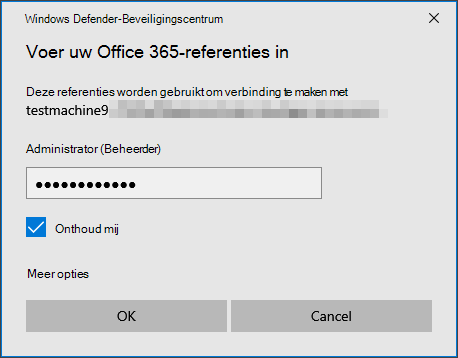 Windows Defender-Beveiligingscentrum
Voer uw Office 365-referenties in
Deze referenties worden gebruikt om verbinding te maken met
testmachine9
Administrator (Beheerder)
●●●●●●●●●●●●
Onthoud mij
Meer opties
OK
Cancel